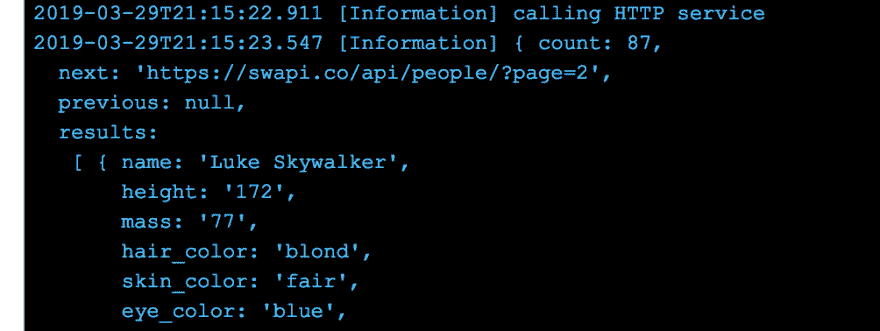 2019-03-29T21:15:22.911 [Information] calling HTTP service
2019-03-29T21:15:23.547 [Information] { count: 87,
next: 'https://swapi.co/api/people/?page=2',
previous: null,
results:
[ { name: 'Luke Skywalker',
height: '172',
mass: '77',
hair_color: 'blond',
skin_color: 'fair',
eye_color: 'blue',